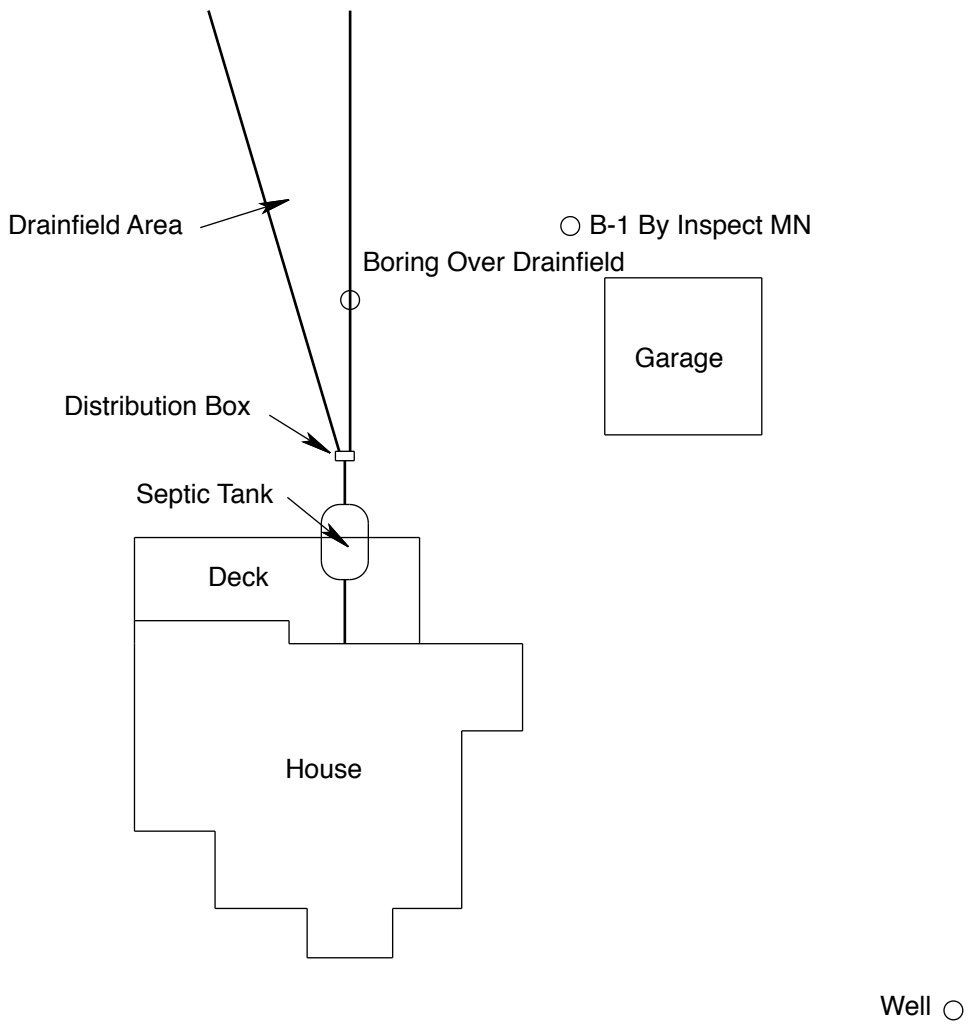 Drainfield Area
B-1 By Inspect MN
Boring Over Drainfield
Garage
Distribution Box
Septic Tank
Deck
House
Well